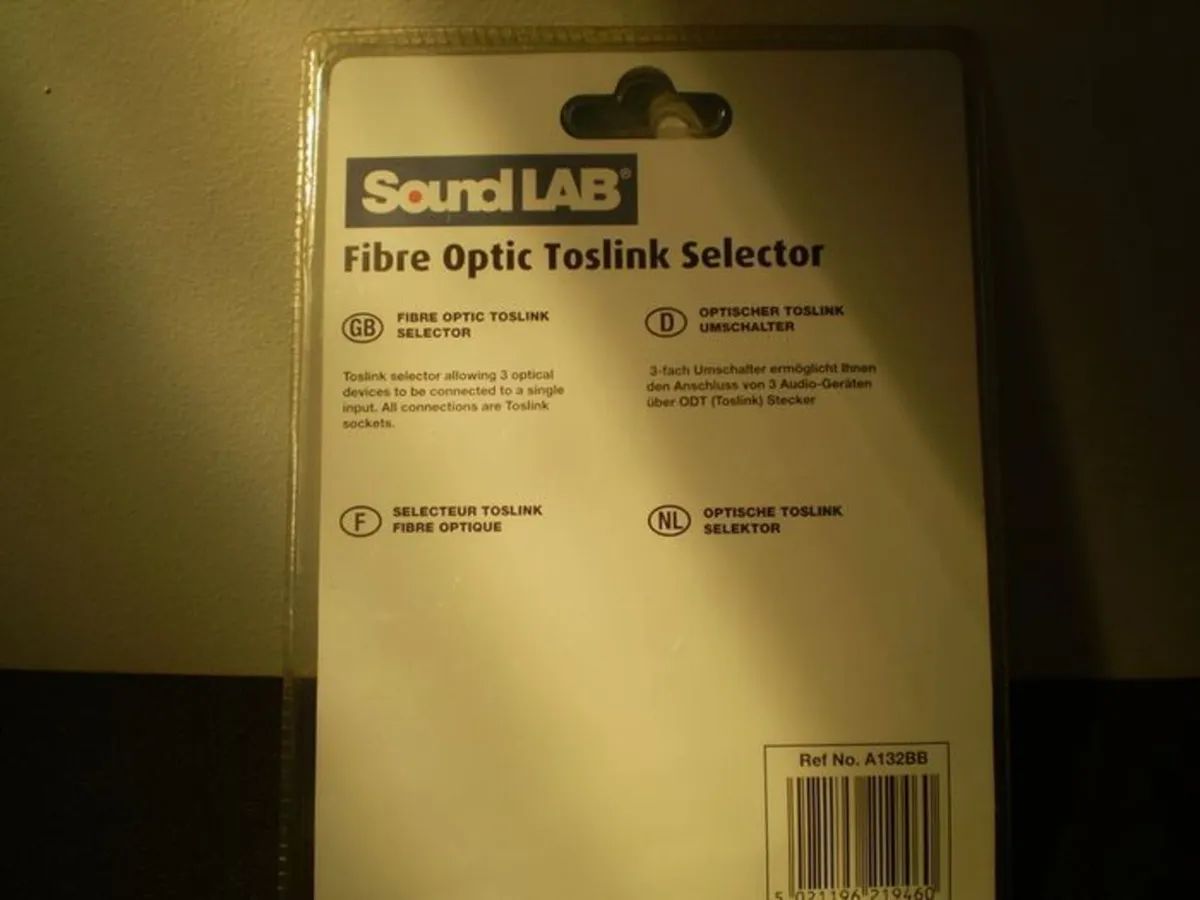 Sound LAB®
Fibre Optic Toslink Selector
GB
FIBRE OPTIC TOSLINK
SELECTOR
Toslink selector allowing 3 optical
devices to be connected to a single
input. All connections are Toslink
sockets.
D
OPTISCHER TOSLINK
UMSCHALTER
3-fach Umschalter ermöglicht Ihnen
den Anschluss von 3 Audio-Geräten
über ODT (Toslink) Stecker
F
SELECTEUR TOSLINK
FIBRE OPTIQUE
NL
OPTISCHE TOSLINK
SELEKTOR
Ref No. A132BB
5 021196 219460